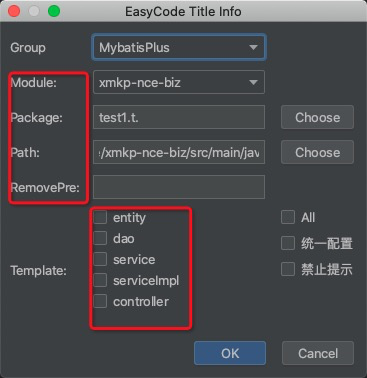 EasyCode Title Info
Group MybatisPlus
Module: xmkp-nce-biz
Package: test1.t. Choose
Path: /xmkp-nce-biz/src/main/jav Choose
RemovePre:
Template:
entity
dao
service
serviceImpl
controller
All
统一配置
禁止提示
OK Cancel